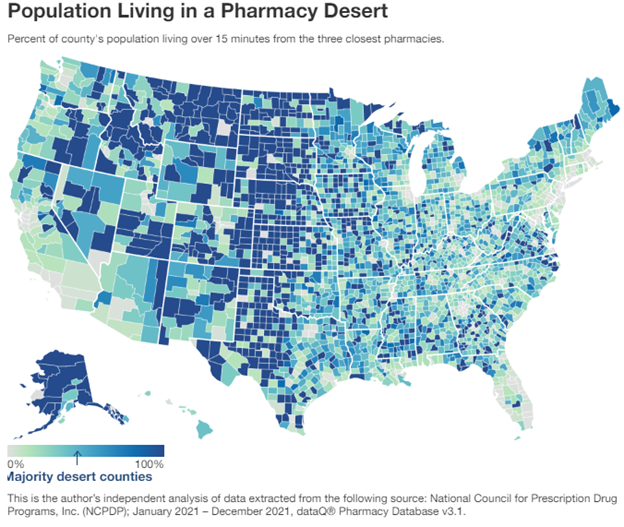 Population Living in a Pharmacy Desert
Percent of county's population living over 15 minutes from the three closest pharmacies.
0% 100%
Majority desert counties
This is the author's independent analysis of data extracted from the following source: National Council for Prescription Drug
Programs, Inc. (NCPDP); January 2021 – December 2021, dataQ® Pharmacy Database v3.1.